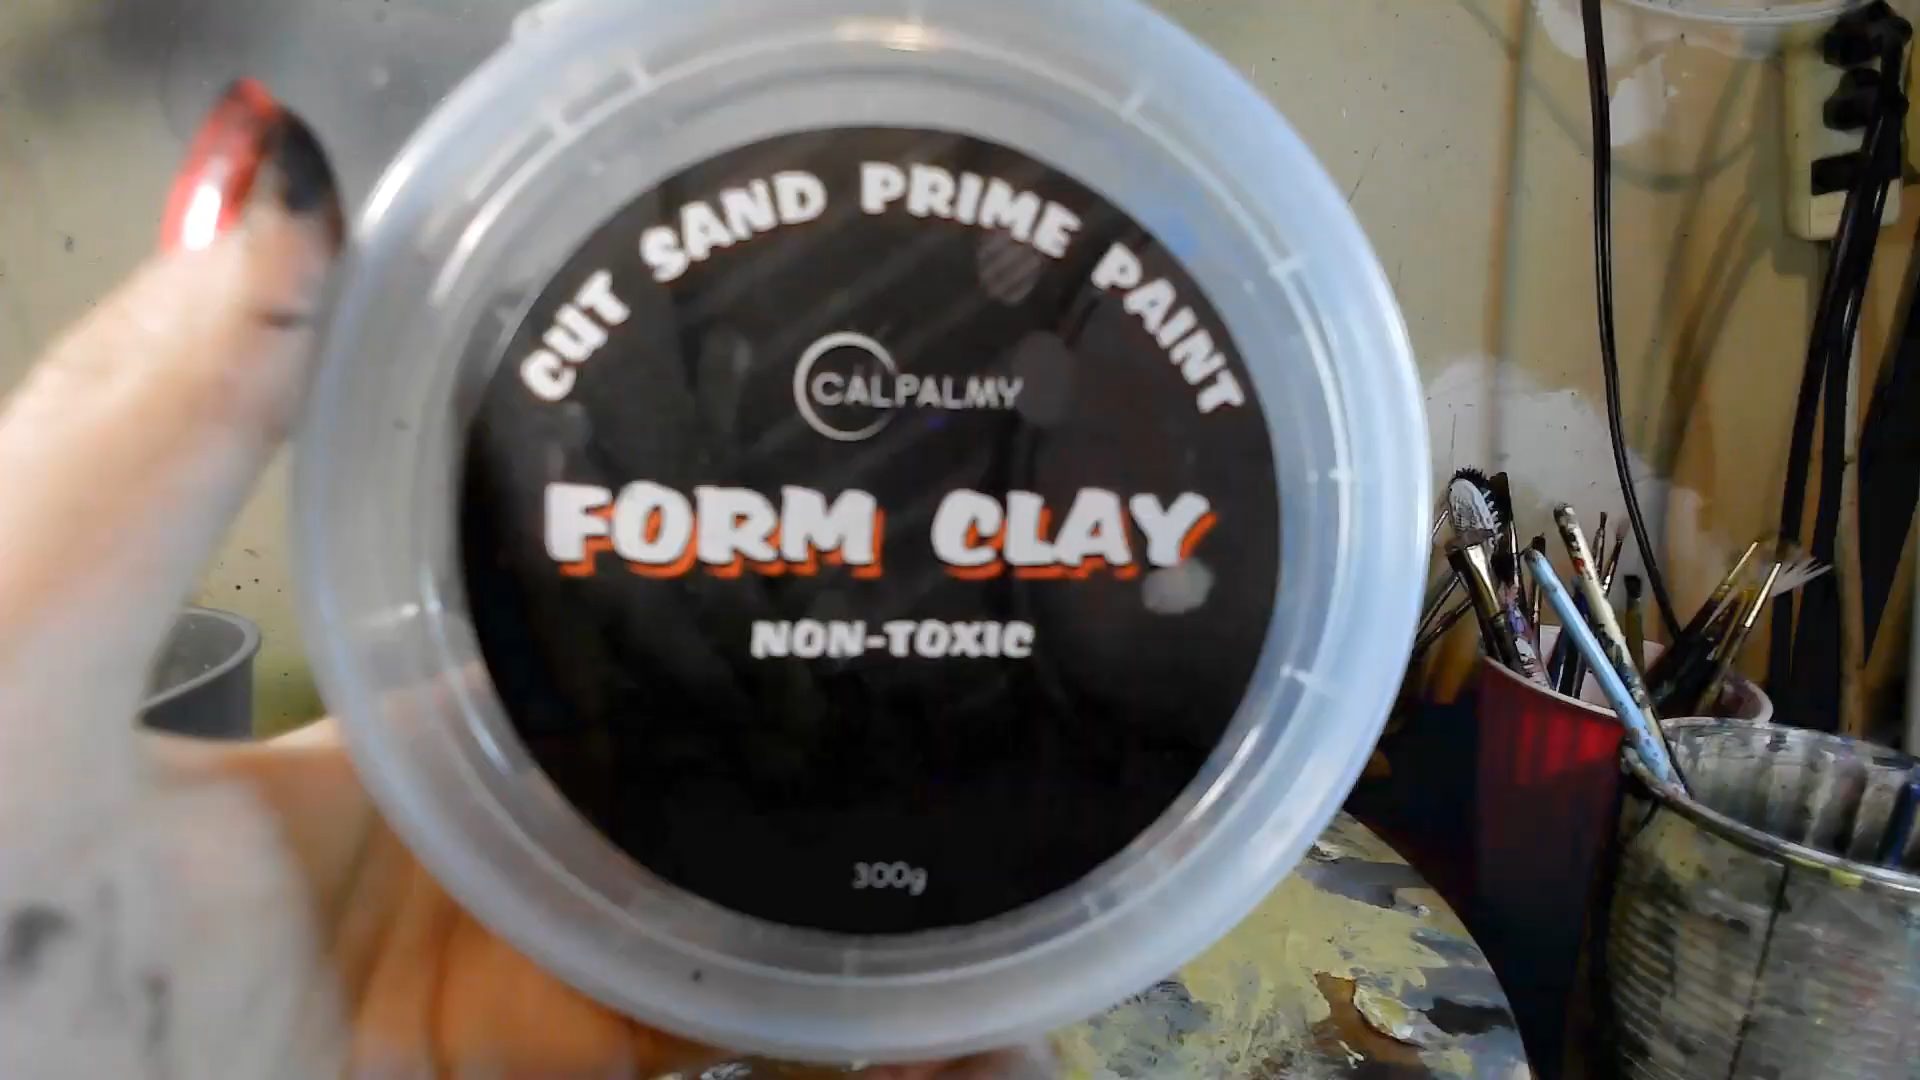 CUT SAND PRIME PAINT
CALPALMY
FORM CLAY
NON-TOXIC
300g